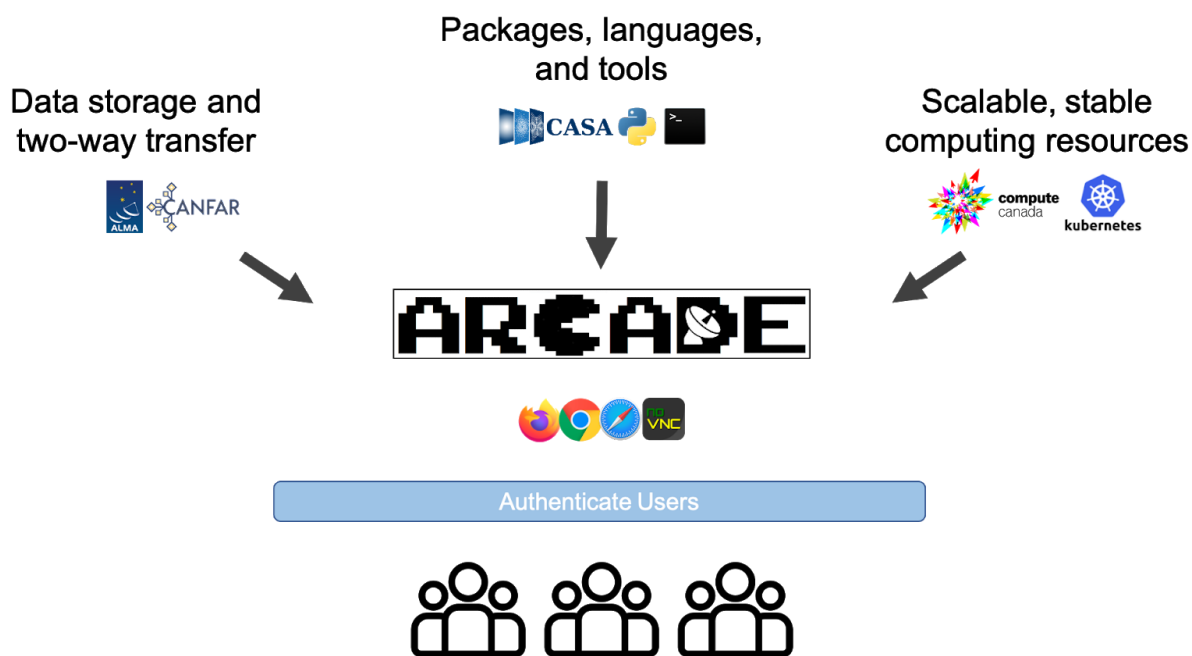 Packages, languages,
and tools
CASA
>_
Data storage and
two-way transfer
ALMA
CANFAR
Scalable, stable
computing resources
compute
canada
kubernetes
ARCADE
no
VNC
Authenticate Users